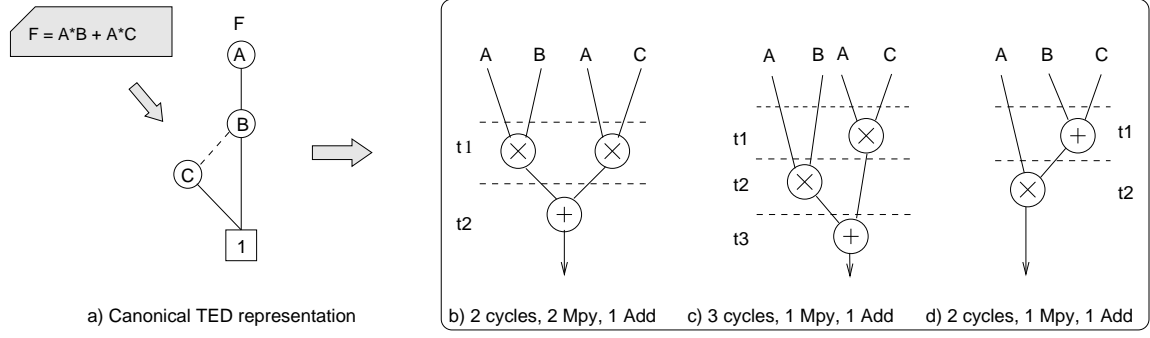 F = A*B + A*C
F
A
B
C
1
a) Canonical TED representation
A B A C
t1
× ×
t2
+
b) 2 cycles, 2 Mpy, 1 Add
A B A C
t1
×
t2
×
t3
+
c) 3 cycles, 1 Mpy, 1 Add
A B C
t1
+
t2
×
d) 2 cycles, 1 Mpy, 1 Add